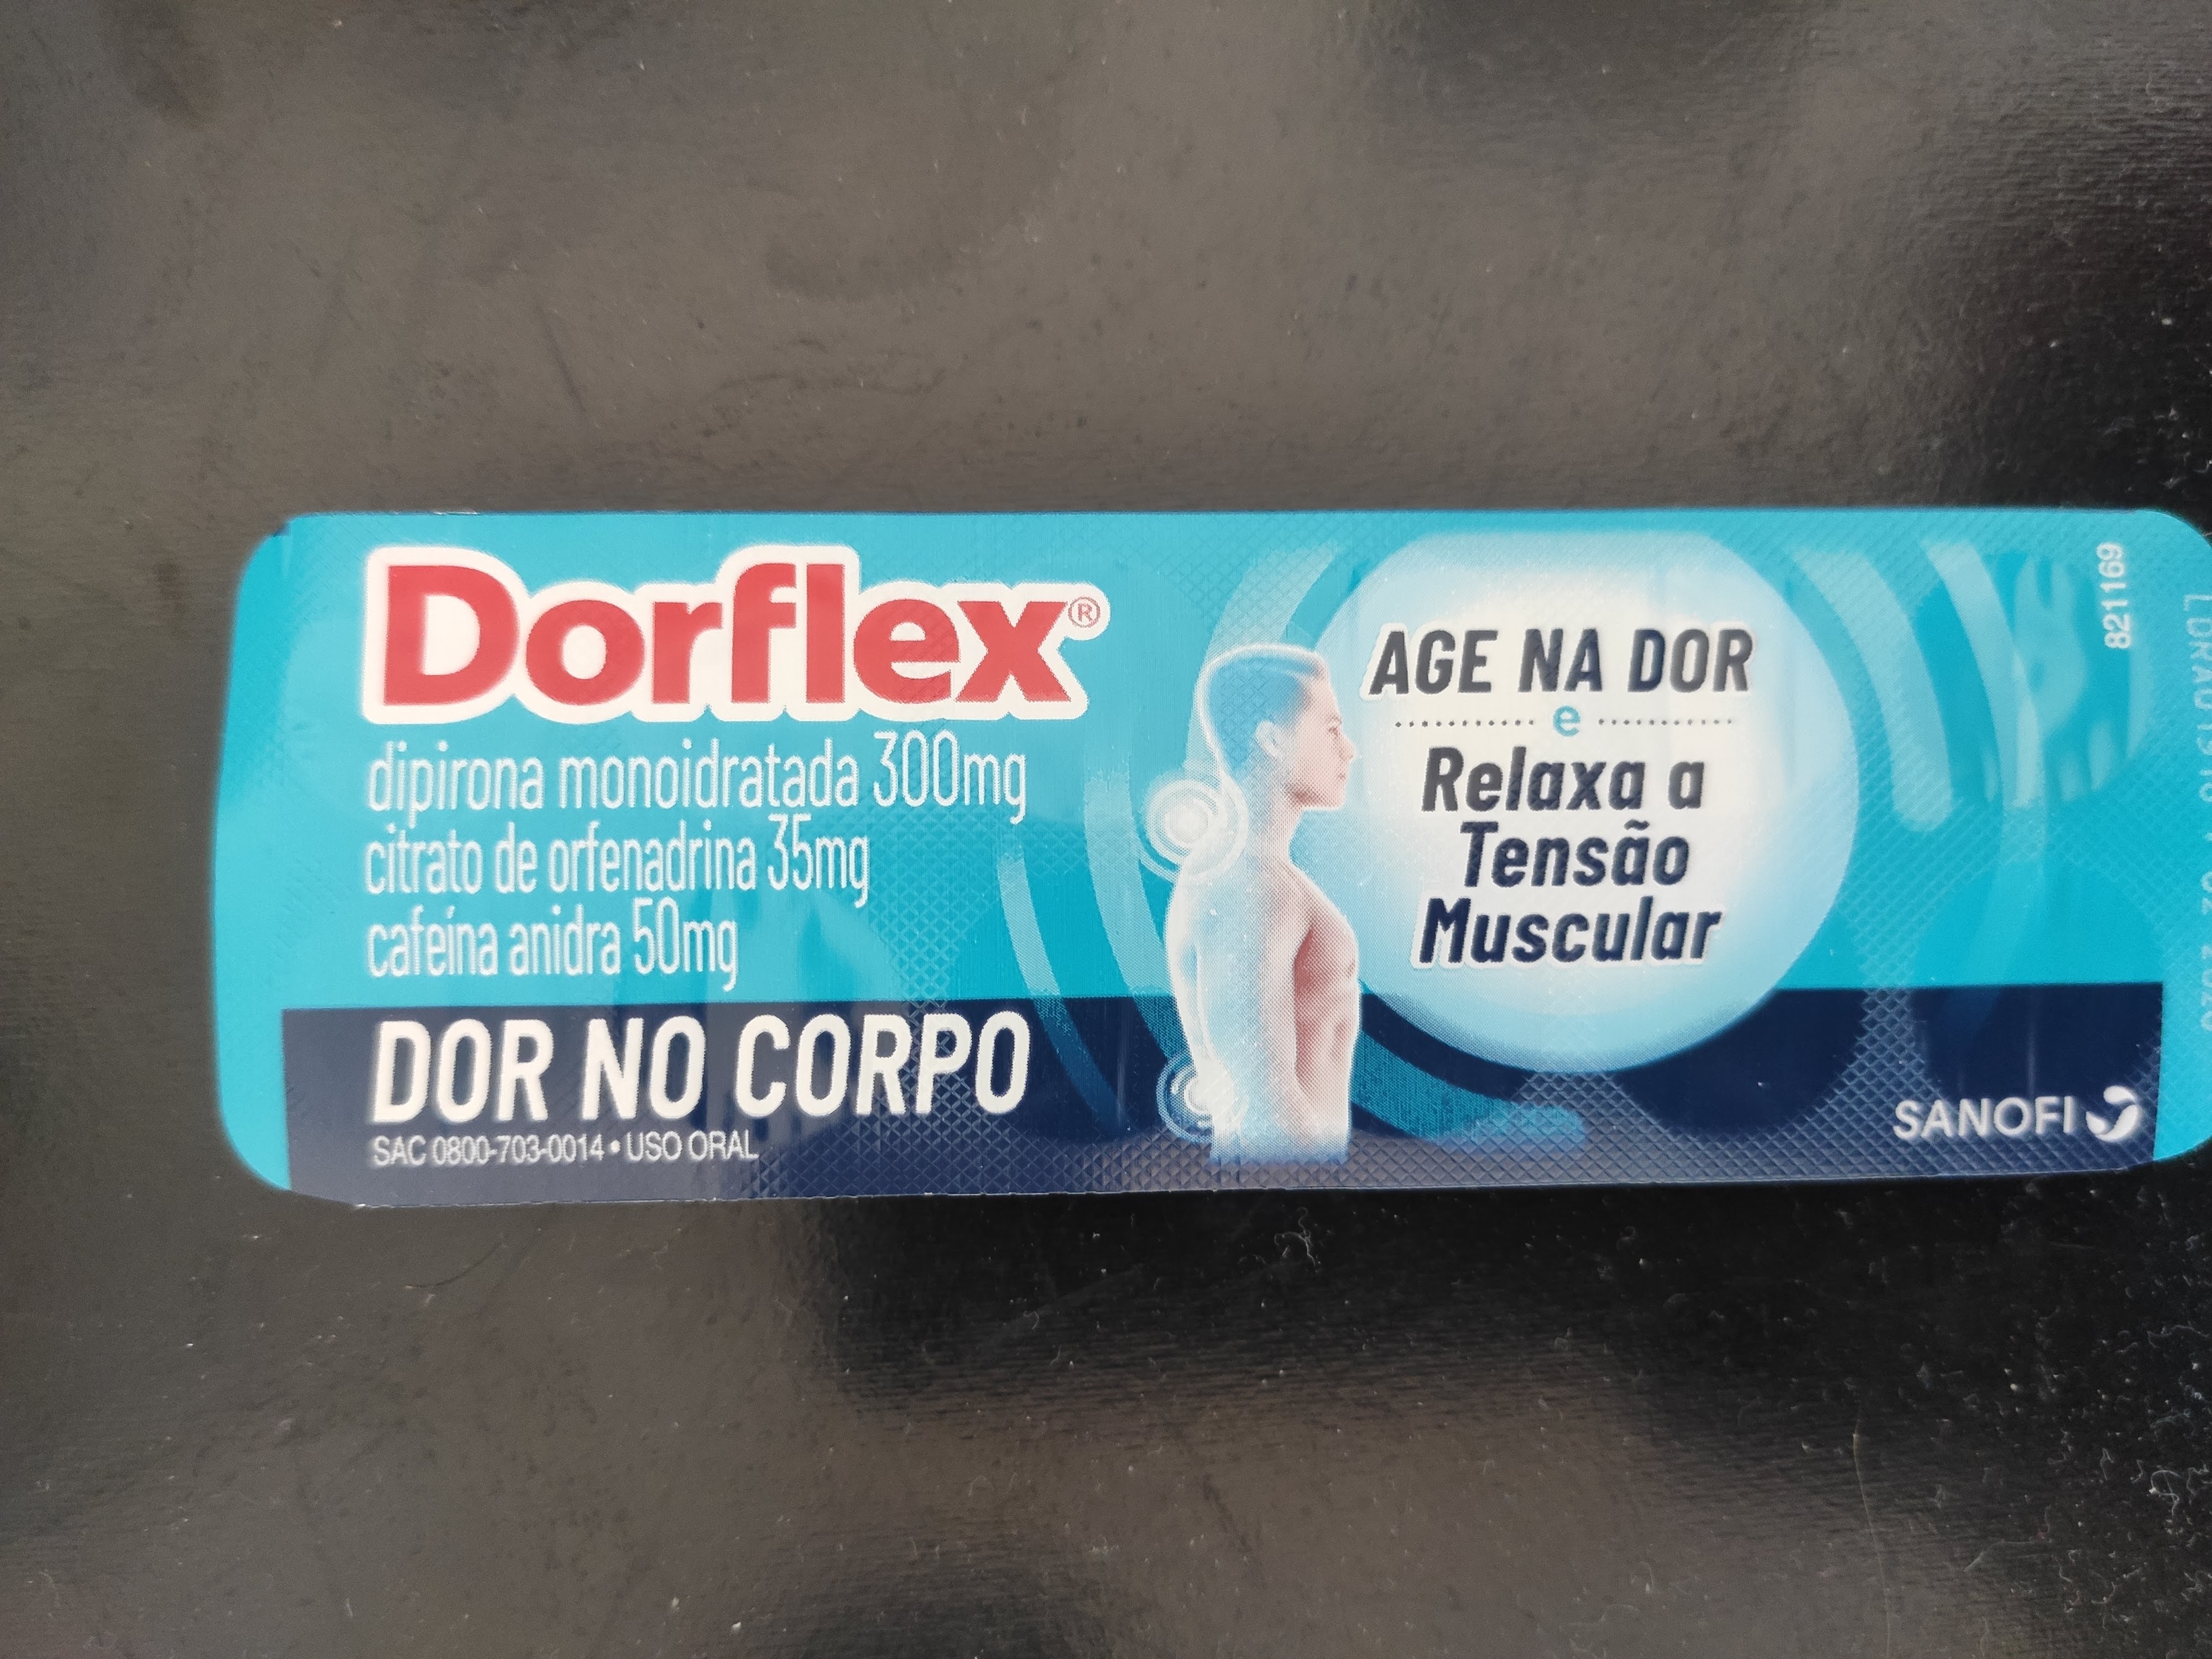 Dorflex®
dipirona monoidratada 300mg
citrato de orfenadrina 35mg
cafeína anidra 50mg
DOR NO CORPO
SAC 0800-703-0014 • USO ORAL
AGE NA DOR
e
Relaxa a
Tensão
Muscular
SANOFI
821169